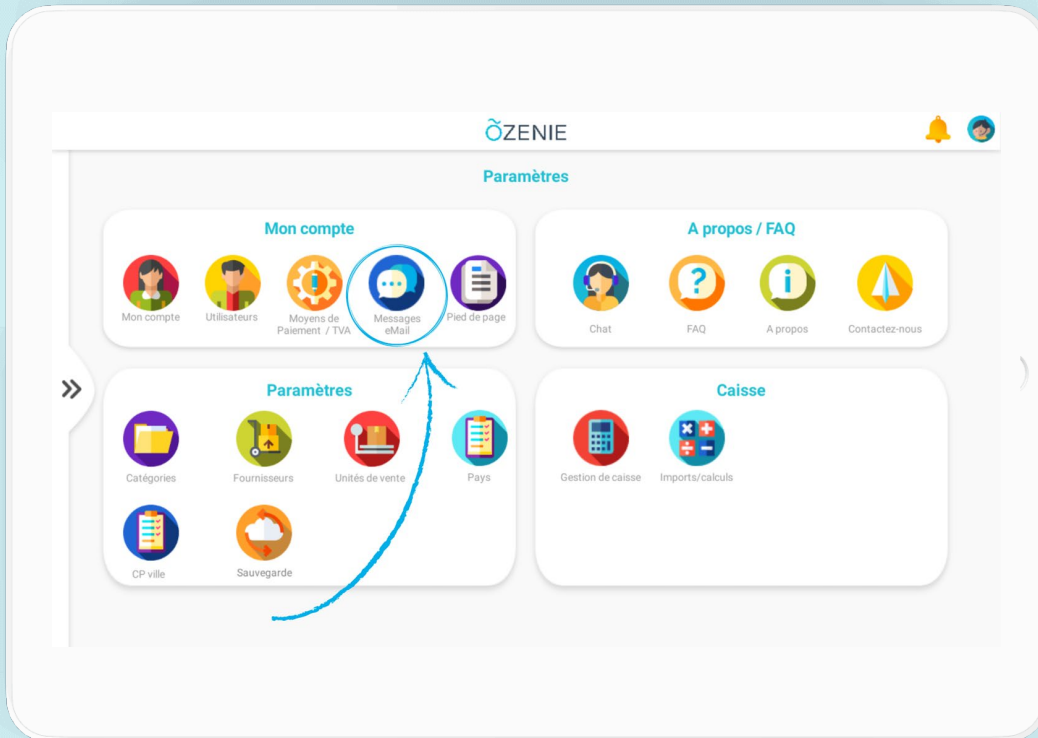 ÕZENIE
Paramètres
Mon compte
Mon compte
Utilisateurs
Moyens de
Paiement / TVA
Messages
eMail
Pied de page
A propos / FAQ
?
i
Chat
FAQ
A propos
Contactez-nous
Paramètres
Catégories
Fournisseurs
Unités de vente
Pays
CP ville
Sauvegarde
Caisse
Gestion de caisse
Imports/calculs